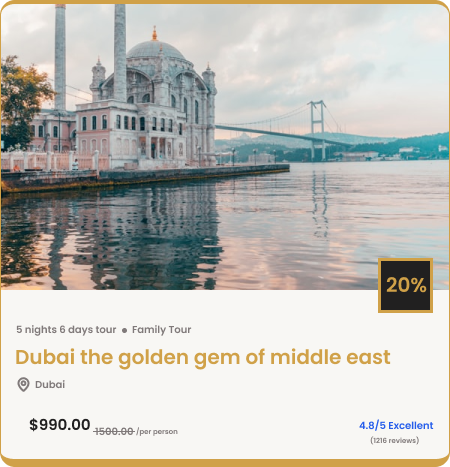 20%
5 nights 6 days tour ● Family Tour
Dubai the golden gem of middle east
Dubai
$990.00 1500.00 /per person
4.8/5 Excellent
(1216 reviews)